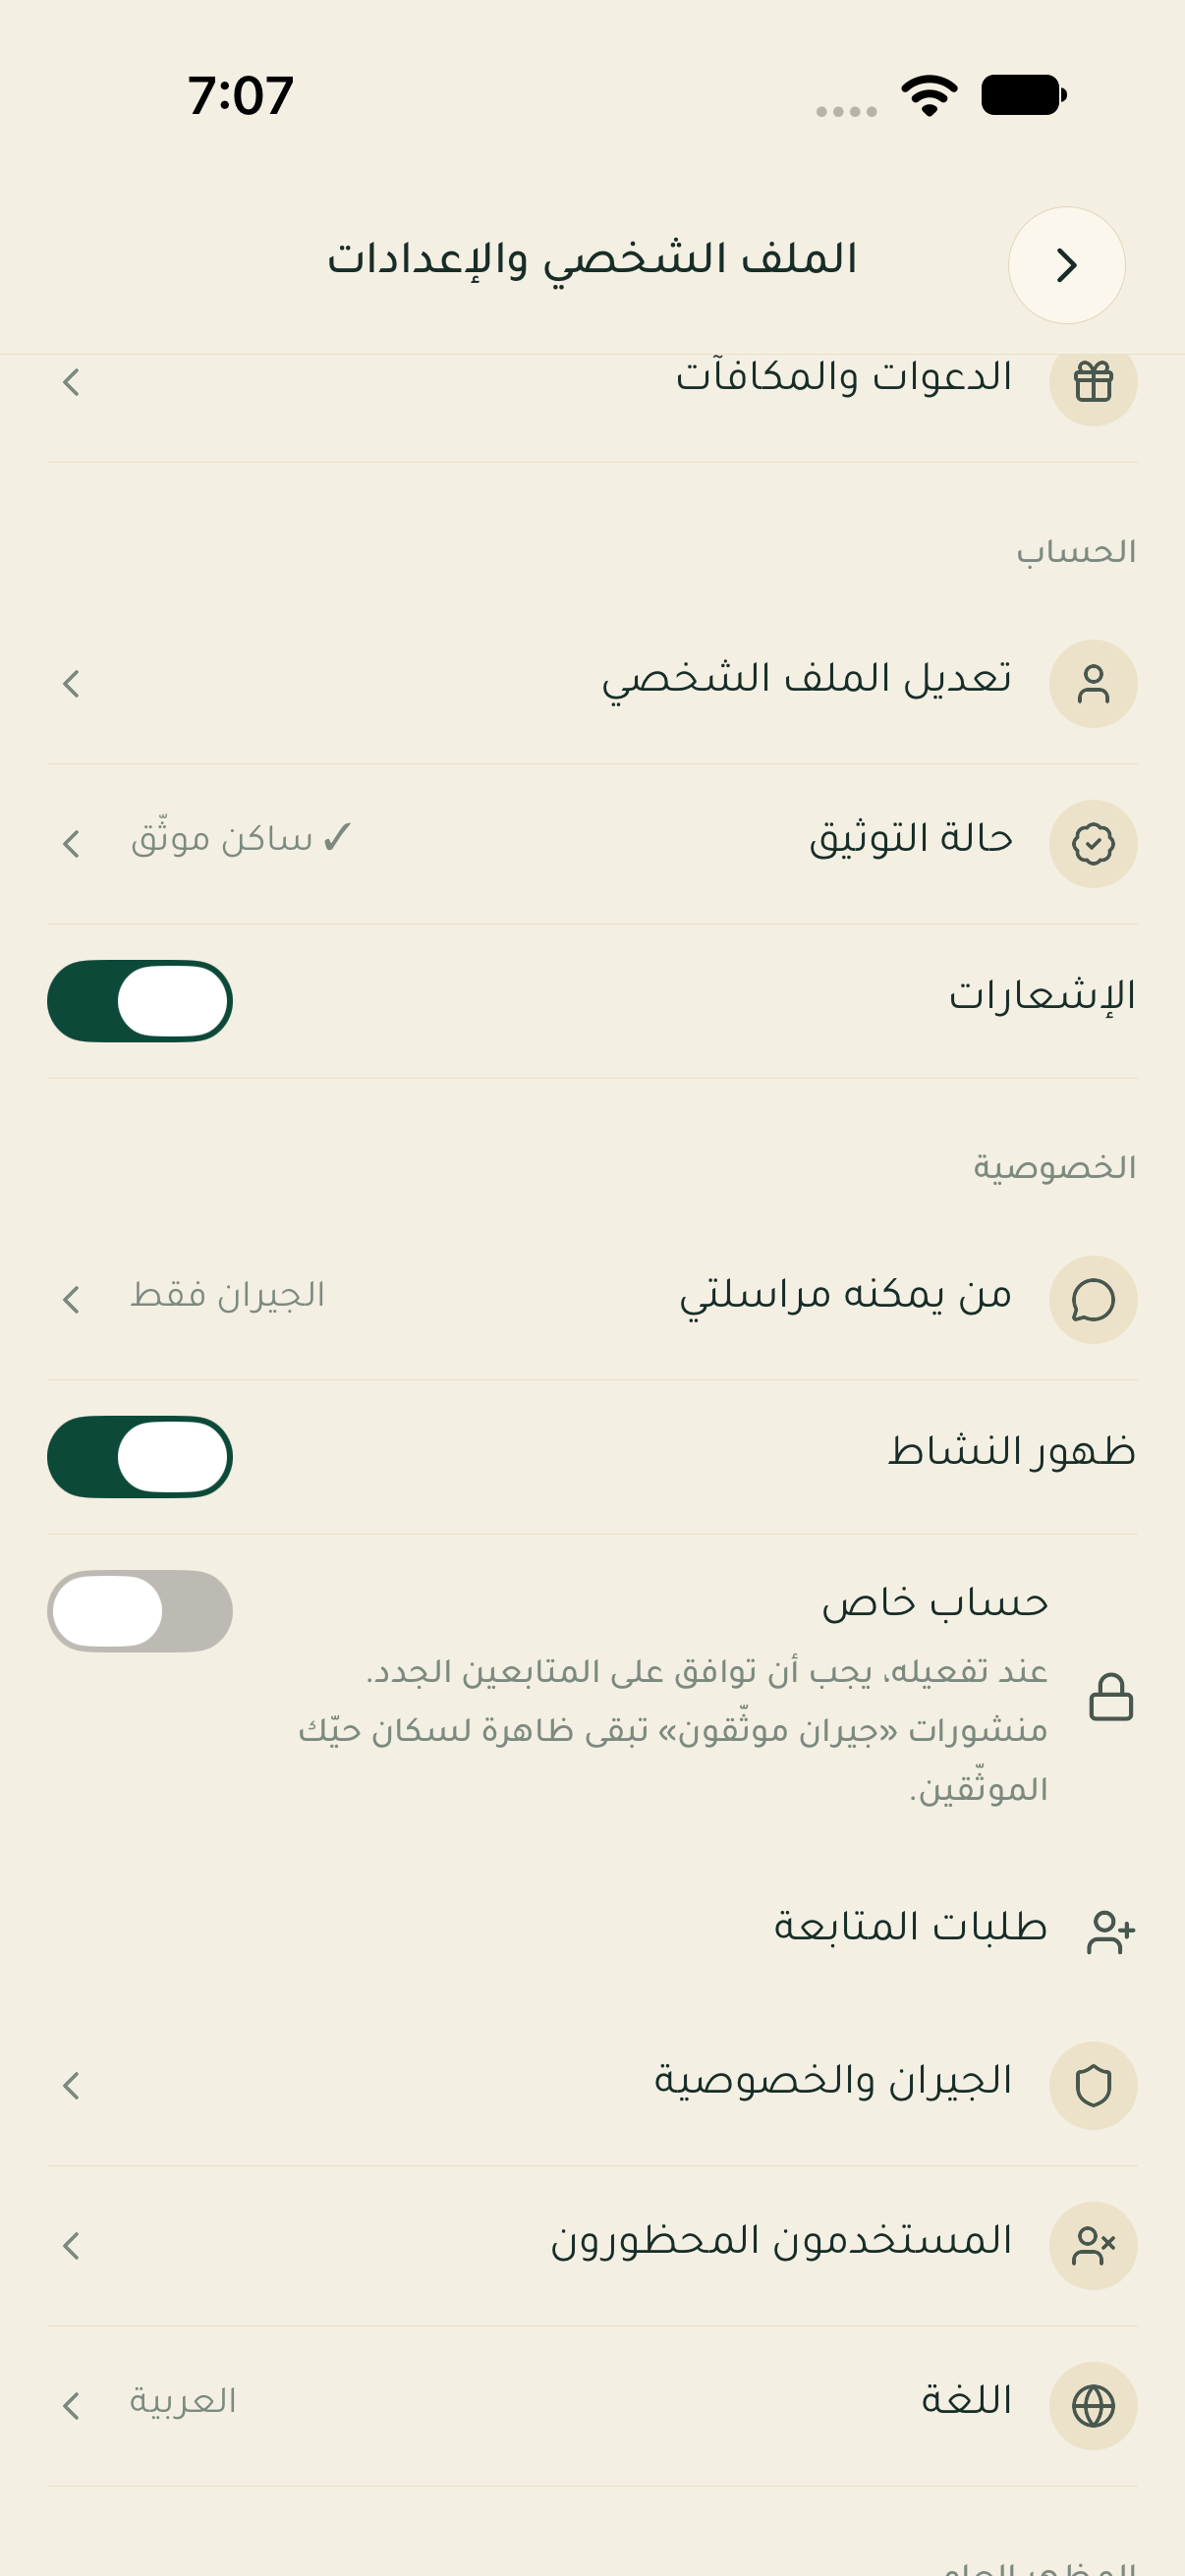 7:07
الملف الشخصي والإعدادات
الدعوات والمكافآت
الحساب
تعديل الملف الشخصي
حالة التوثيق
✓ ساكن موثّق
الإشعارات
الخصوصية
من يمكنه مراسلتي
الجيران فقط
ظهور النشاط
حساب خاص
عند تفعيله، يجب أن توافق على المتابعين الجدد.
منشورات «جيران موثّقون» تبقى ظاهرة لسكان حيّك
الموثّقين.
طلبات المتابعة
الجيران والخصوصية
المستخدمون المحظورون
اللغة
العربية